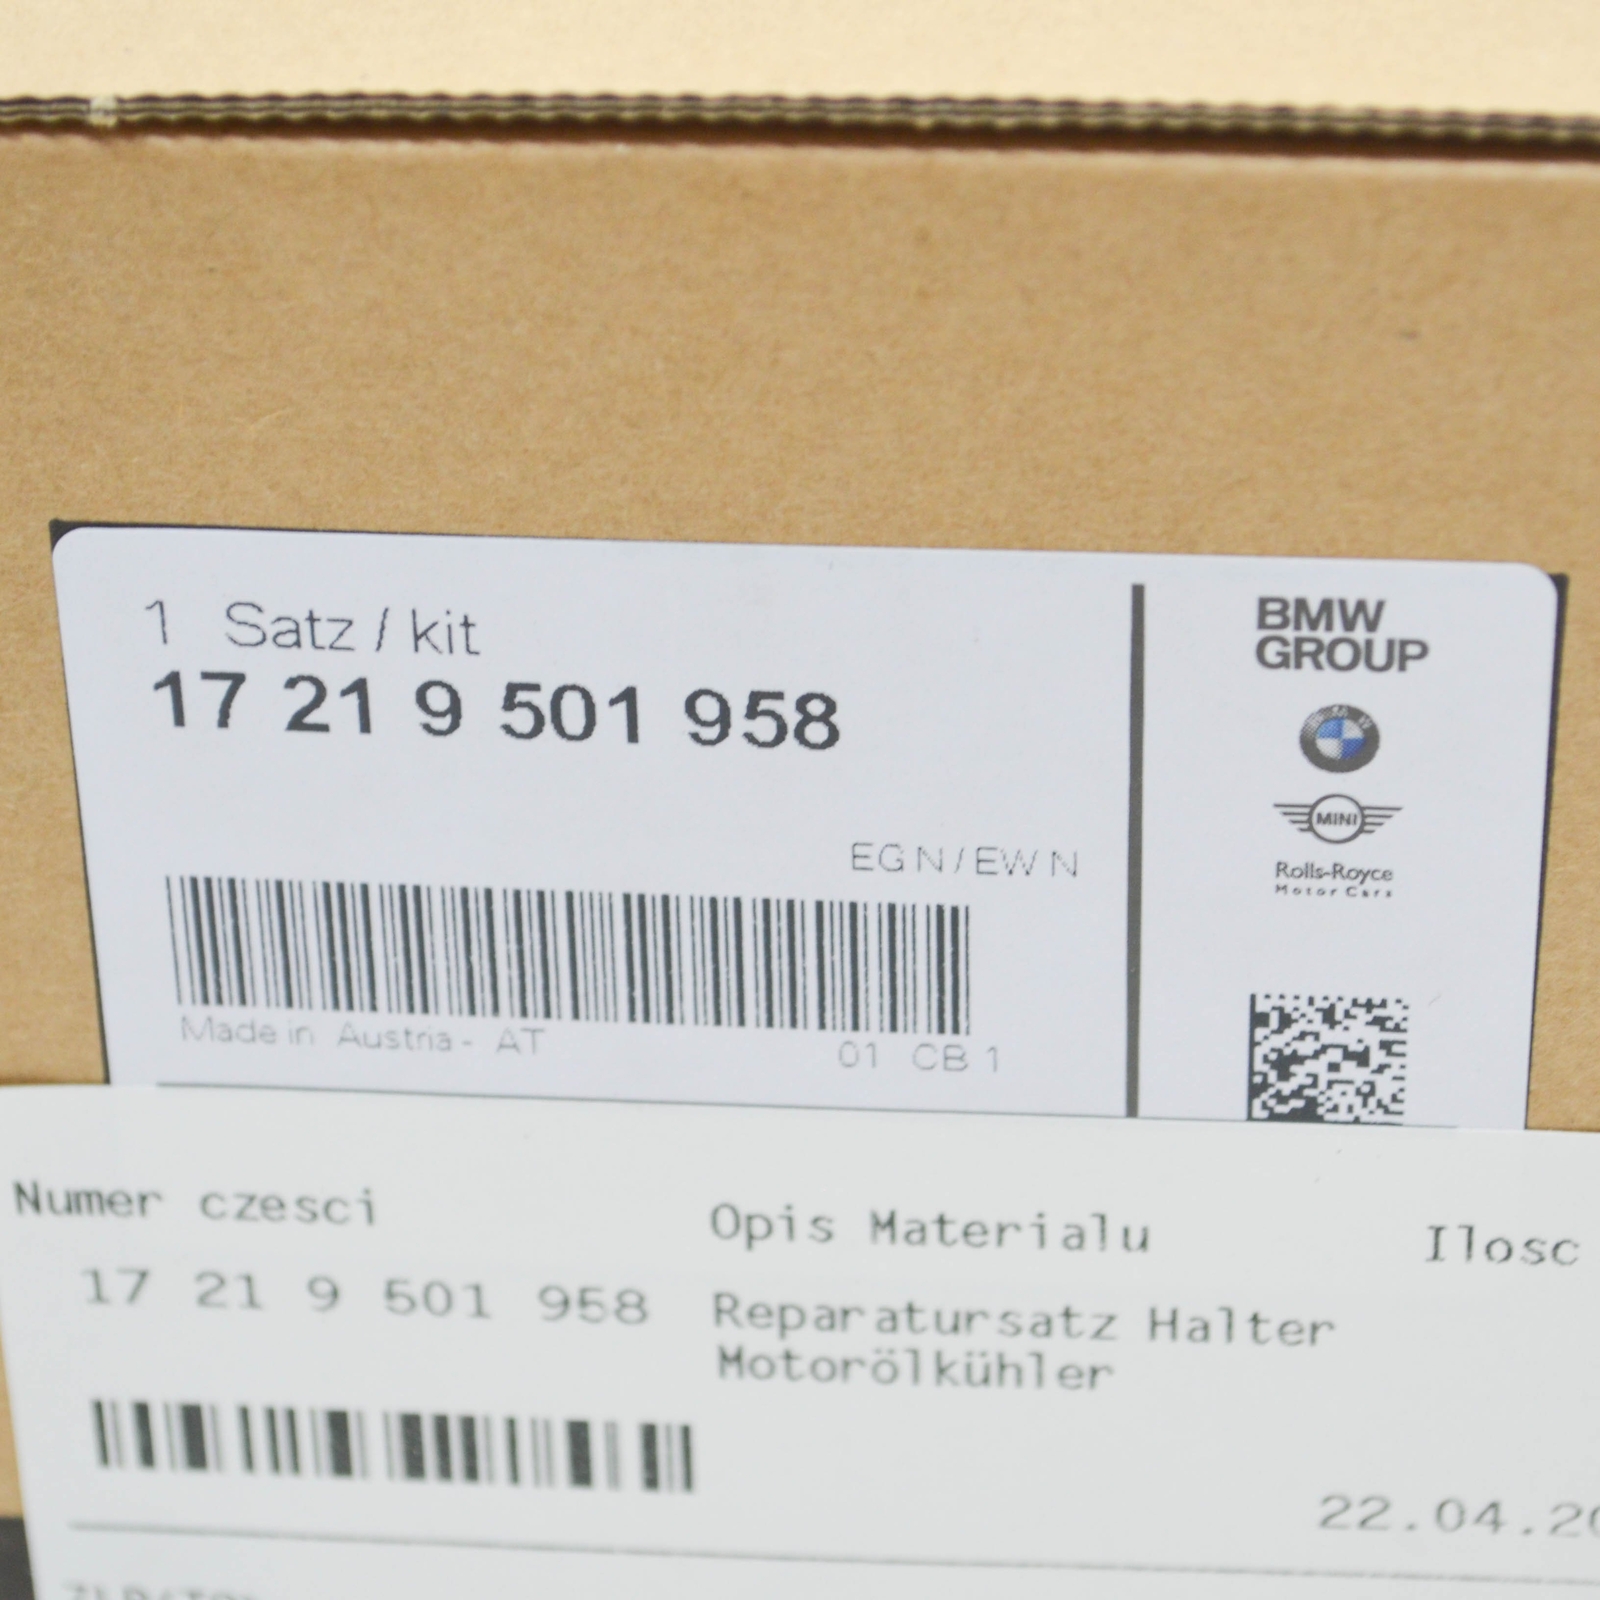 1 Satz / kit
17 21 9 501 958
EG N / EW N
Made in Austria - AT
01 CB 1
BMW
GROUP
MINI
Rolls-Royce
Motor Cars
Numer czesci
17 21 9 501 958
Opis Materialu
Reparatursatz Halter
Motorölkühler
Ilosc
22.04.20